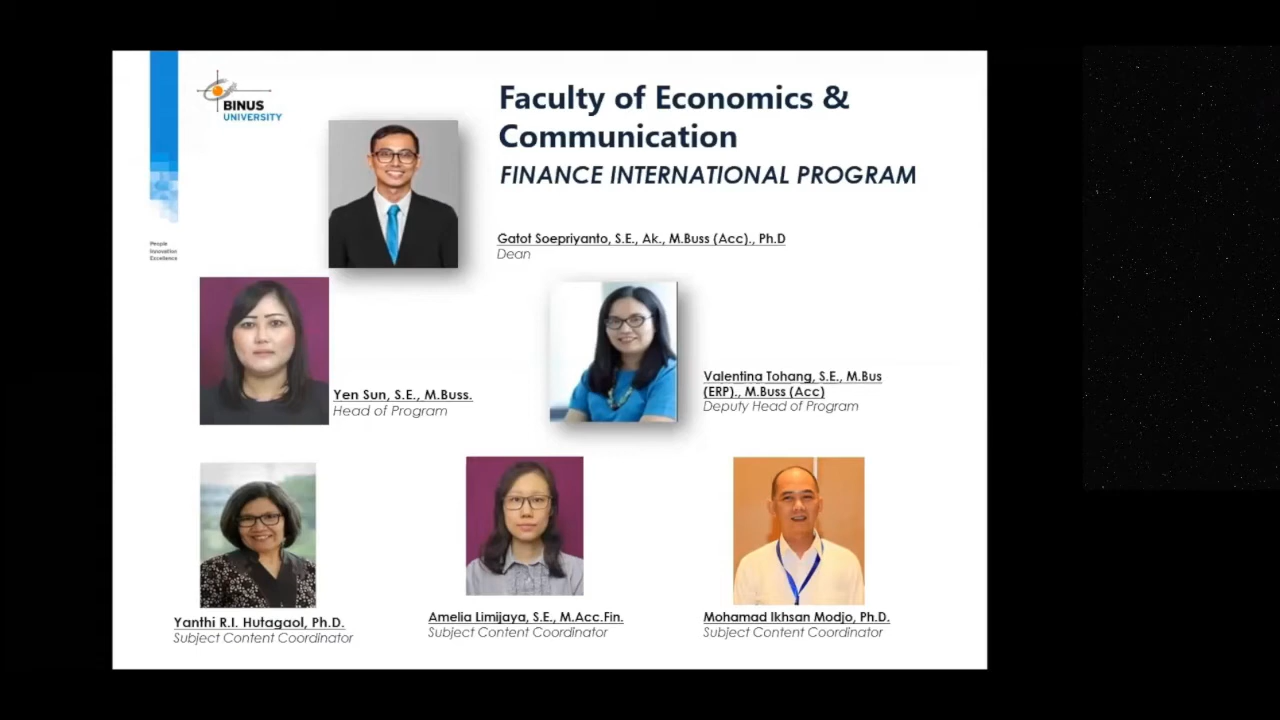 BINUS
UNIVERSITY
Faculty of Economics &
Communication
FINANCE INTERNATIONAL PROGRAM
People
Innovation
Excellence
Gatot Soepriyanto, S.E., Ak., M.Buss (Acc)., Ph.D
Dean
Yen Sun, S.E., M.Buss.
Head of Program
Valentina Tohang, S.E., M.Bus
(ERP)., M.Buss (Acc)
Deputy Head of Program
Yanthi R.I. Hutagaol, Ph.D.
Subject Content Coordinator
Amelia Limijaya, S.E., M.Acc.Fin.
Subject Content Coordinator
Mohamad Ikhsan Modjo, Ph.D.
Subject Content Coordinator